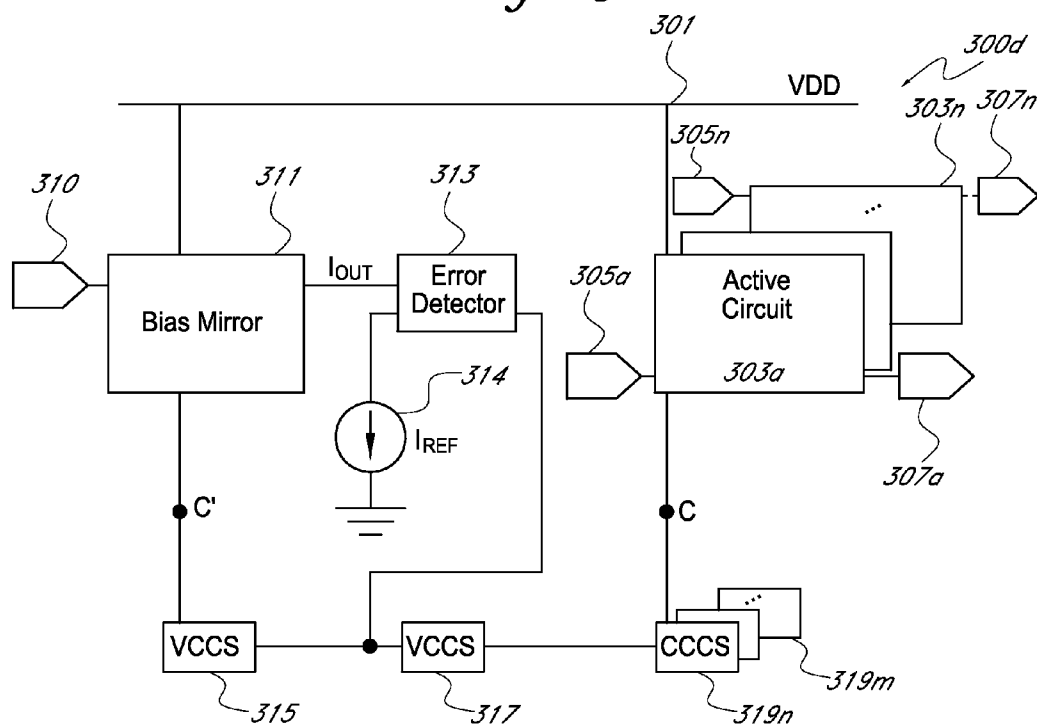 301
300d
VDD
303n
307n
305n
310
311
313
...
IOUT
Error
Detector
Bias Mirror
305a
Active
Circuit
303a
314
IREF
307a
C'
C
...
VCCS
VCCS
CCCS
319m
315
317
319n